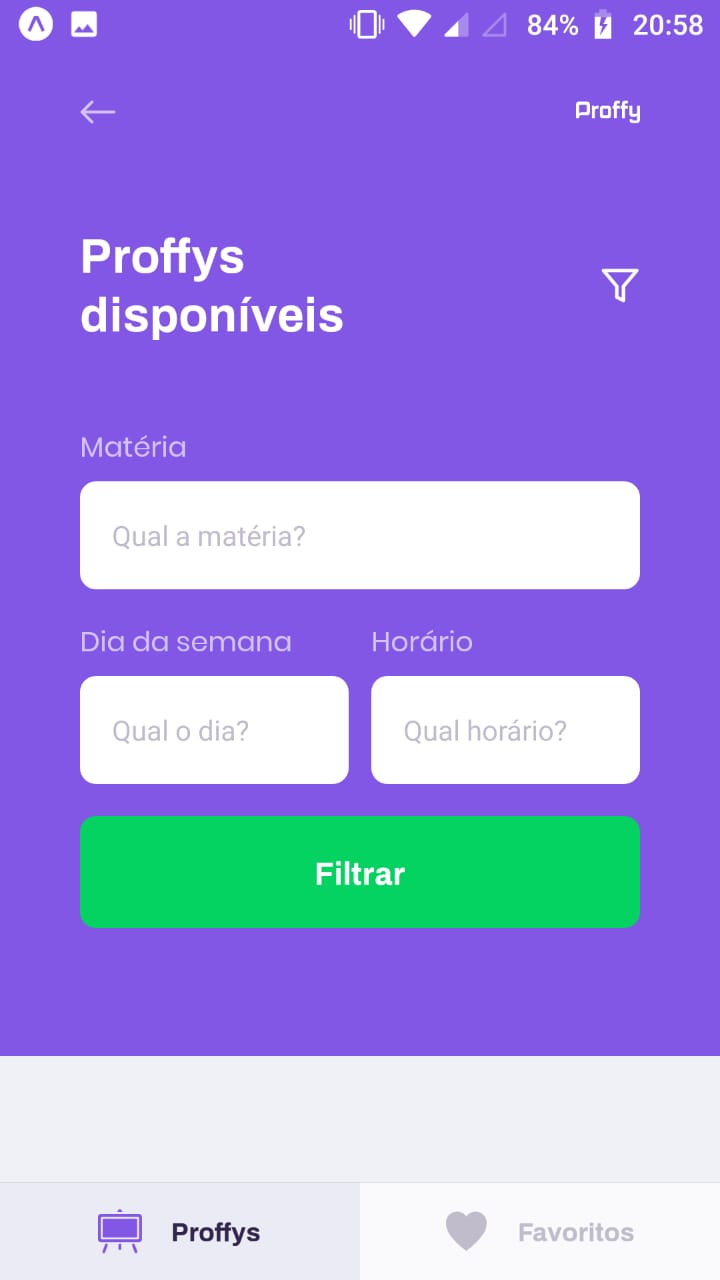 84% 20:58
Proffy
Proffys
disponíveis
Matéria
Qual a matéria?
Dia da semana Horário
Qual o dia? Qual horário?
Filtrar
Proffys Favoritos